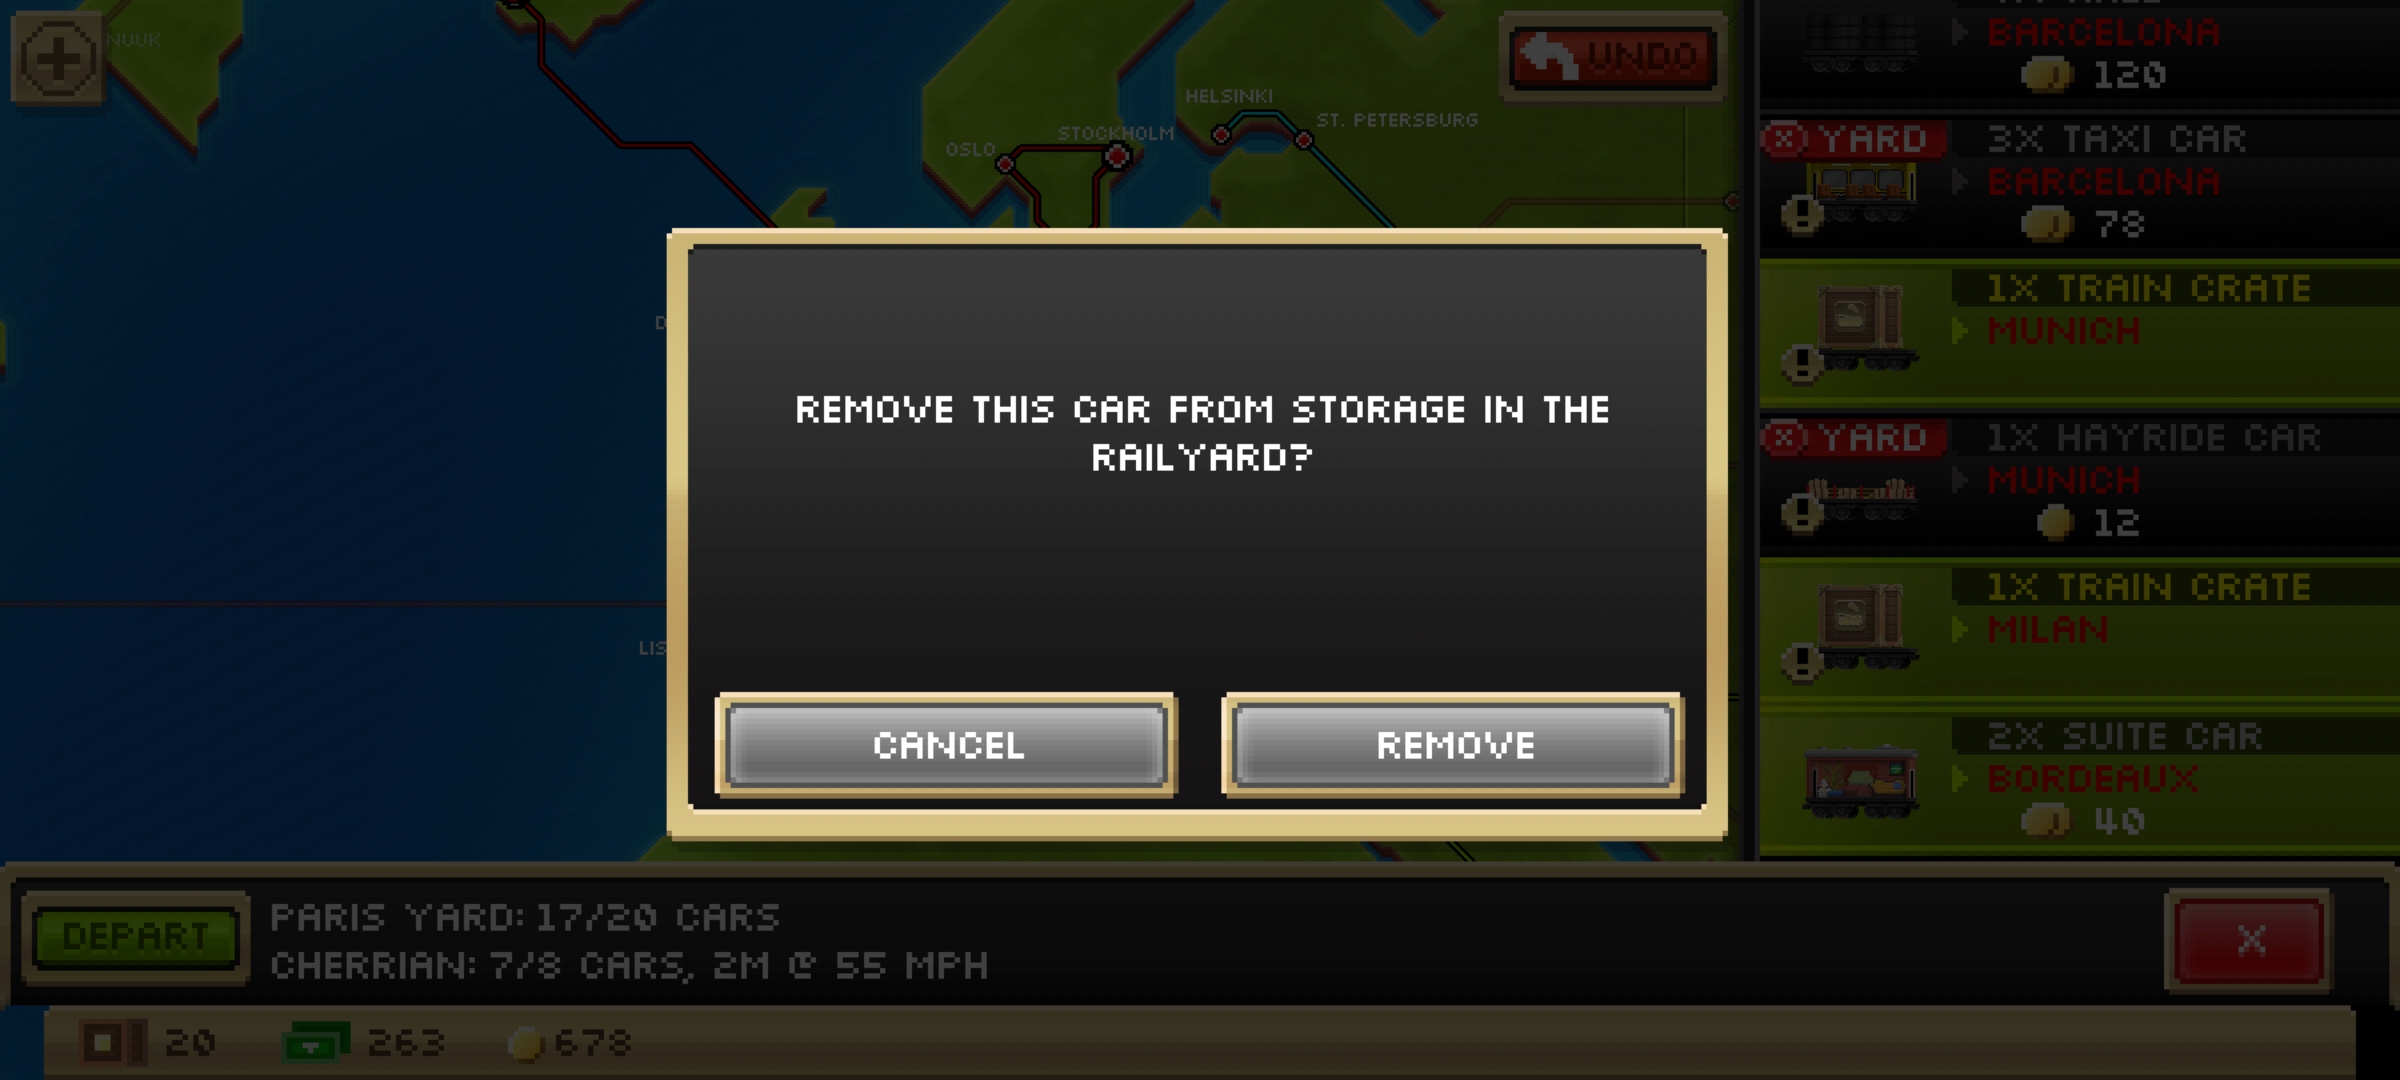 NUUK
UNDO
HELSINKI
ST. PETERSBURG
STOCKHOLM
OSLO
BARCELONA
120
YARD
3X TAXI CAR
BARCELONA
78
1X TRAIN CRATE
MUNICH
YARD
1X HAYRIDE CAR
MUNICH
12
1X TRAIN CRATE
MILAN
2X SUITE CAR
BORDEAUX
40
REMOVE THIS CAR FROM STORAGE IN THE
RAILYARD?
CANCEL
REMOVE
DEPART
PARIS YARD: 17/20 CARS
CHERRIAN: 7/8 CARS, 2M @ 55 MPH
X
20
263
678